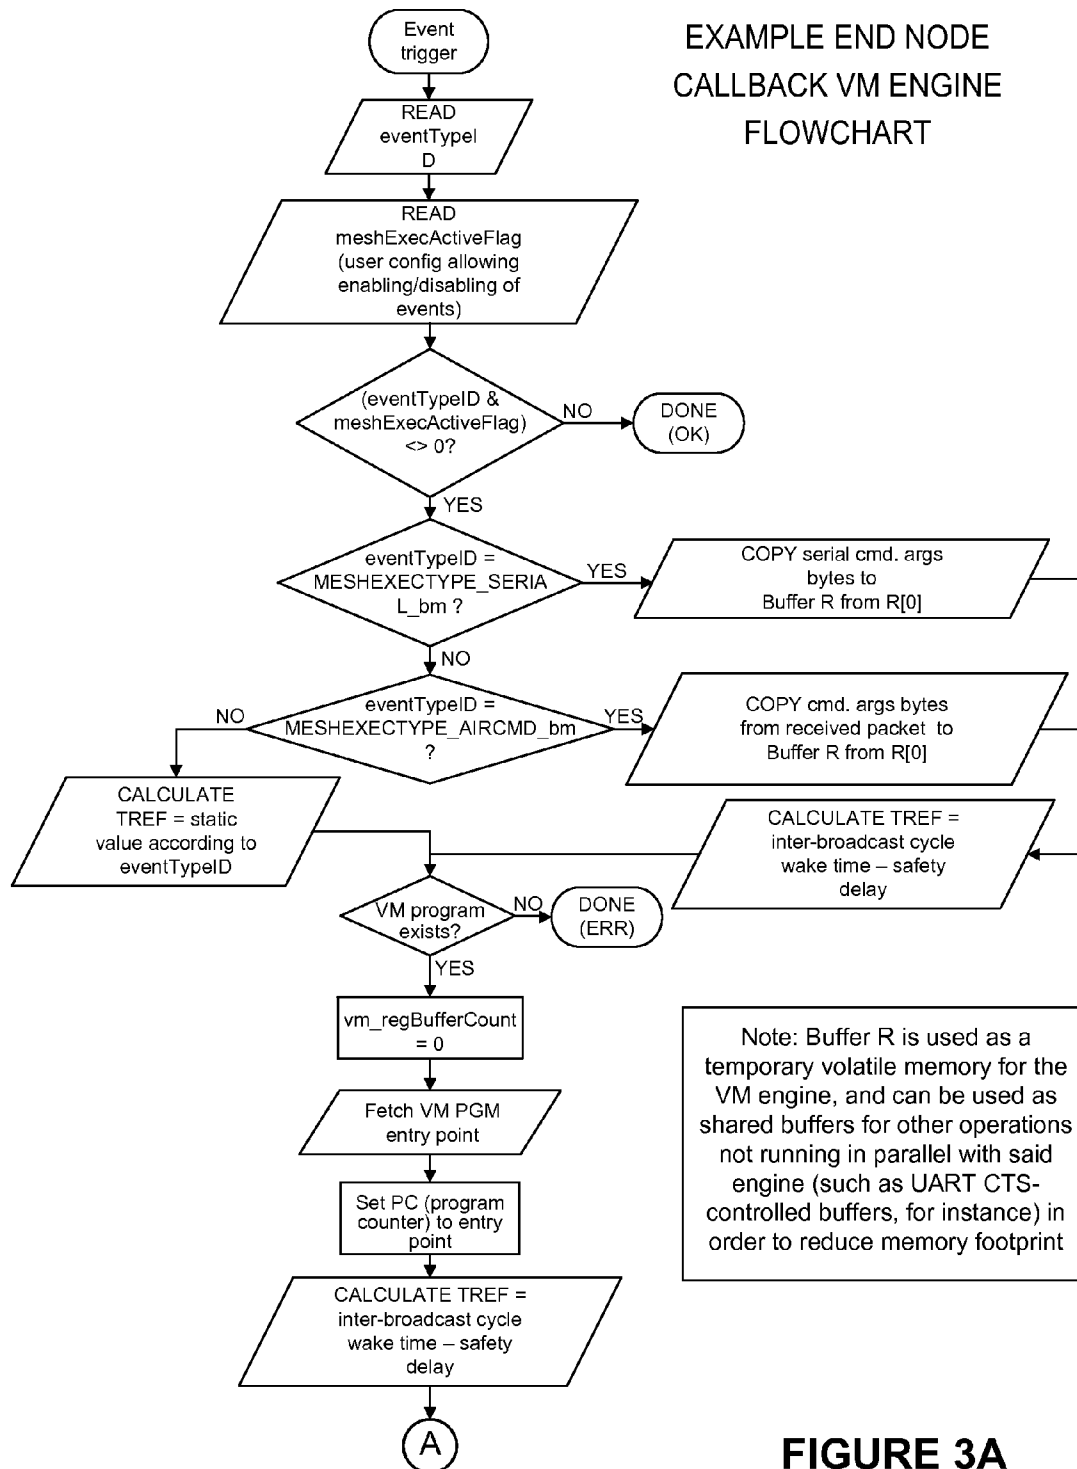 Event
trigger
EXAMPLE END NODE
CALLBACK VM ENGINE
FLOWCHART
READ
eventTypeI
D
READ
meshExecActiveFlag
(user config allowing
enabling/disabling of
events)
(eventTypeID &
meshExecActiveFlag)
<> 0?
NO
DONE
(OK)
YES
eventTypeID =
MESHEXECTYPE_SERIA
L_bm ?
YES
COPY serial cmd. args
bytes to
Buffer R from R[0]
NO
eventTypeID =
MESHEXECTYPE_AIRCMD_bm
?
NO
YES
COPY cmd. args bytes
from received packet to
Buffer R from R[0]
CALCULATE
TREF = static
value according to
eventTypeID
CALCULATE TREF =
inter-broadcast cycle
wake time – safety
delay
VM program
exists?
NO
DONE
(ERR)
YES
vm_regBufferCount
= 0
Fetch VM PGM
entry point
Set PC (program
counter) to entry
point
CALCULATE TREF =
inter-broadcast cycle
wake time – safety
delay
A
Note: Buffer R is used as a
temporary volatile memory for the
VM engine, and can be used as
shared buffers for other operations
not running in parallel with said
engine (such as UART CTS-
controlled buffers, for instance) in
order to reduce memory footprint
FIGURE 3A